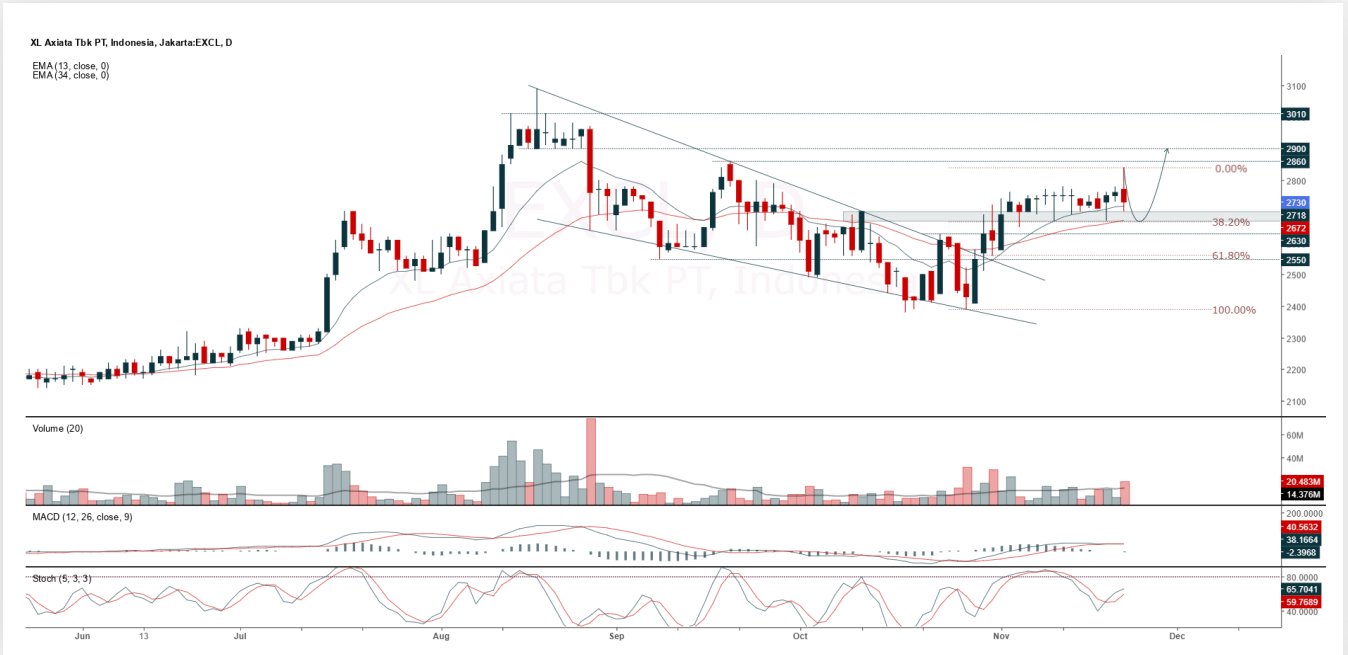 XL Axiata Tbk PT, Indonesia, Jakarta:EXCL, D
EMA (13, close, 0)
EMA (34, close, 0)
3100
3010
2900
2860
0.00%
2800
2730
2718
38.20%
2672
2630
61.80%
2550
2500
100.00%
2400
2300
2200
2100
EXCL, D
XL Axiata Tbk PT, Indonesia
Volume (20)
60M
40M
20.483M
14.376M
MACD (12, 26, close, 9)
200.0000
40.5632
38.1664
-2.3968
Stoch (5, 3, 3)
80.0000
65.7041
59.7689
40.0000
Jun 13 Jul Aug Sep Oct Nov Dec